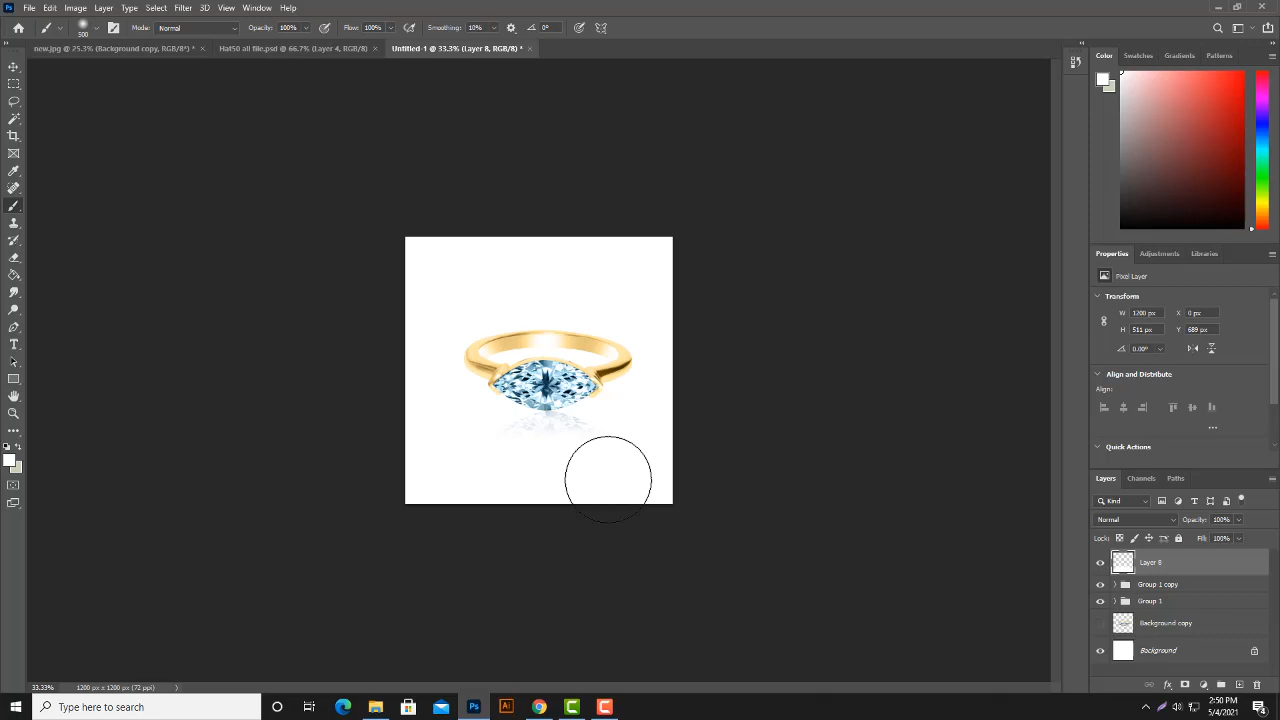 File Edit Image Layer Type Select Filter 3D View Window Help
500 Mode: Normal Opacity: 100% Flow: 100% Smoothing: 10% 0°
new.jpg @ 25.3% (Background copy, RGB/8*) * × Hat50 all file.psd @ 66.7% (Layer 4, RGB/8) × Untitled-1 @ 33.3% (Layer 8, RGB/8) * ×
Color Swatches Gradients Patterns
Properties Adjustments Libraries
Pixel Layer
Transform
W 1200 px X 0 px
H 511 px Y 689 px
0.00°
Align and Distribute
Align:
Quick Actions
Layers Channels Paths
Kind
Normal Opacity: 100%
Lock: Fill: 100%
Layer 8
Group 1 copy
Group 1
Background copy
Background
33.33% 1200 px x 1200 px (72 ppi)
Type here to search
2:50 PM
5/4/2021